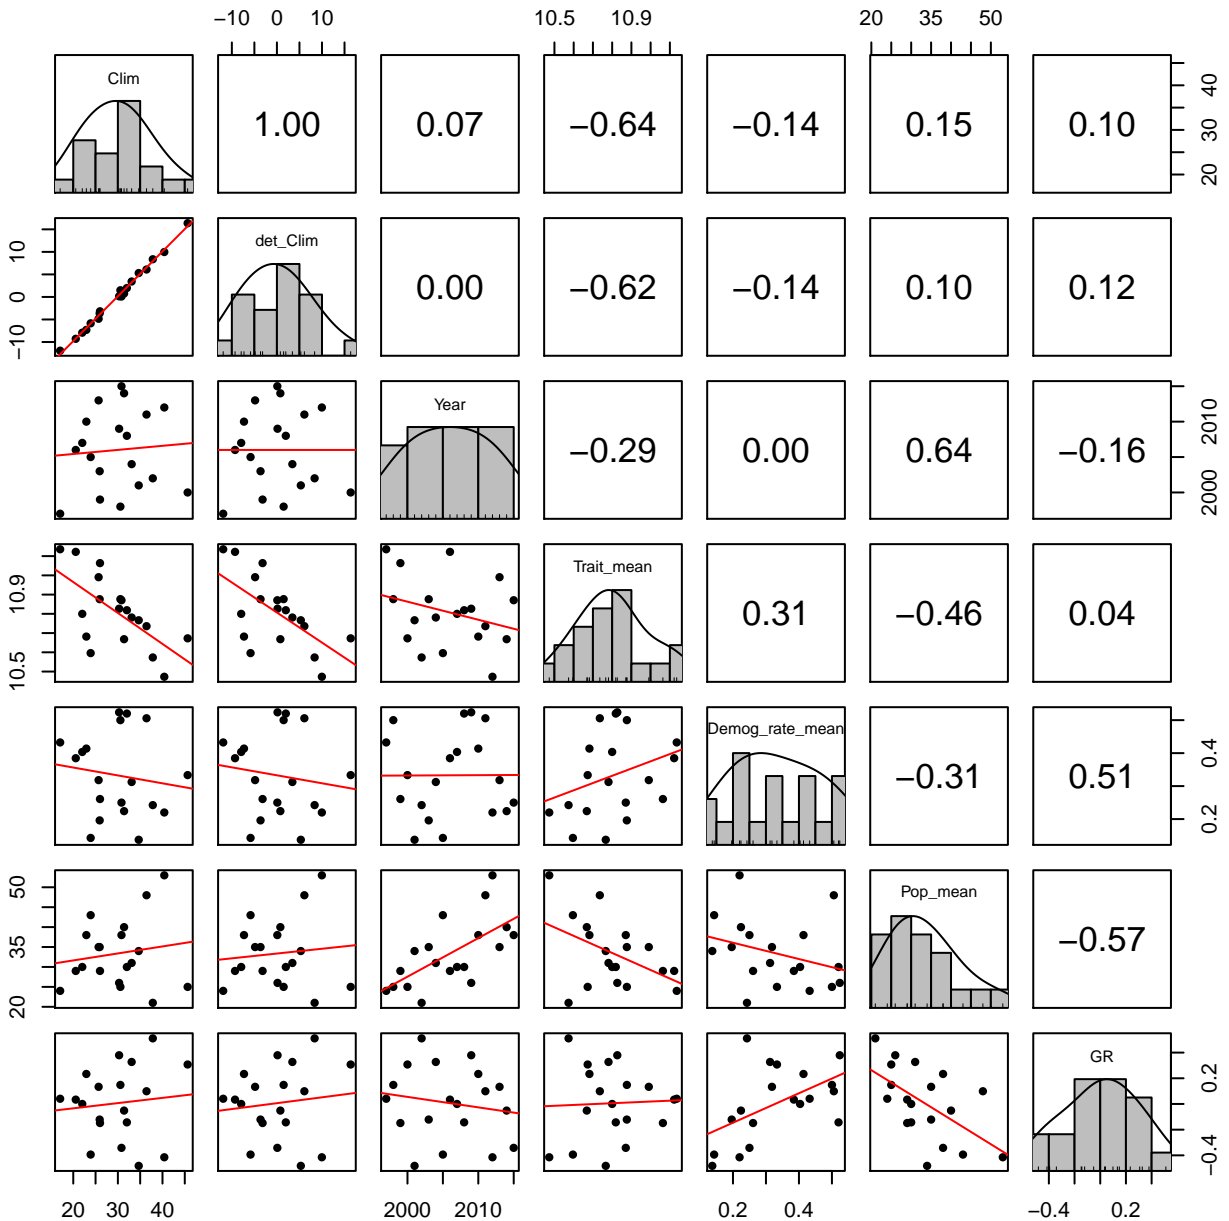 −10 0 10 10.5 10.9 20 35 50
Clim 1.00 0.07 −0.64 −0.14 0.15 0.10 20 30 40
−10 0 10 det_Clim 0.00 −0.62 −0.14 0.10 0.12
Year −0.29 0.00 0.64 −0.16 2000 2010
10.5 10.9 Trait_mean 0.31 −0.46 0.04
Demog_rate_mean −0.31 0.51 0.2 0.4
20 35 50 Pop_mean −0.57
GR −0.4 0.2
20 30 40 2000 2010 0.2 0.4 −0.4 0.2